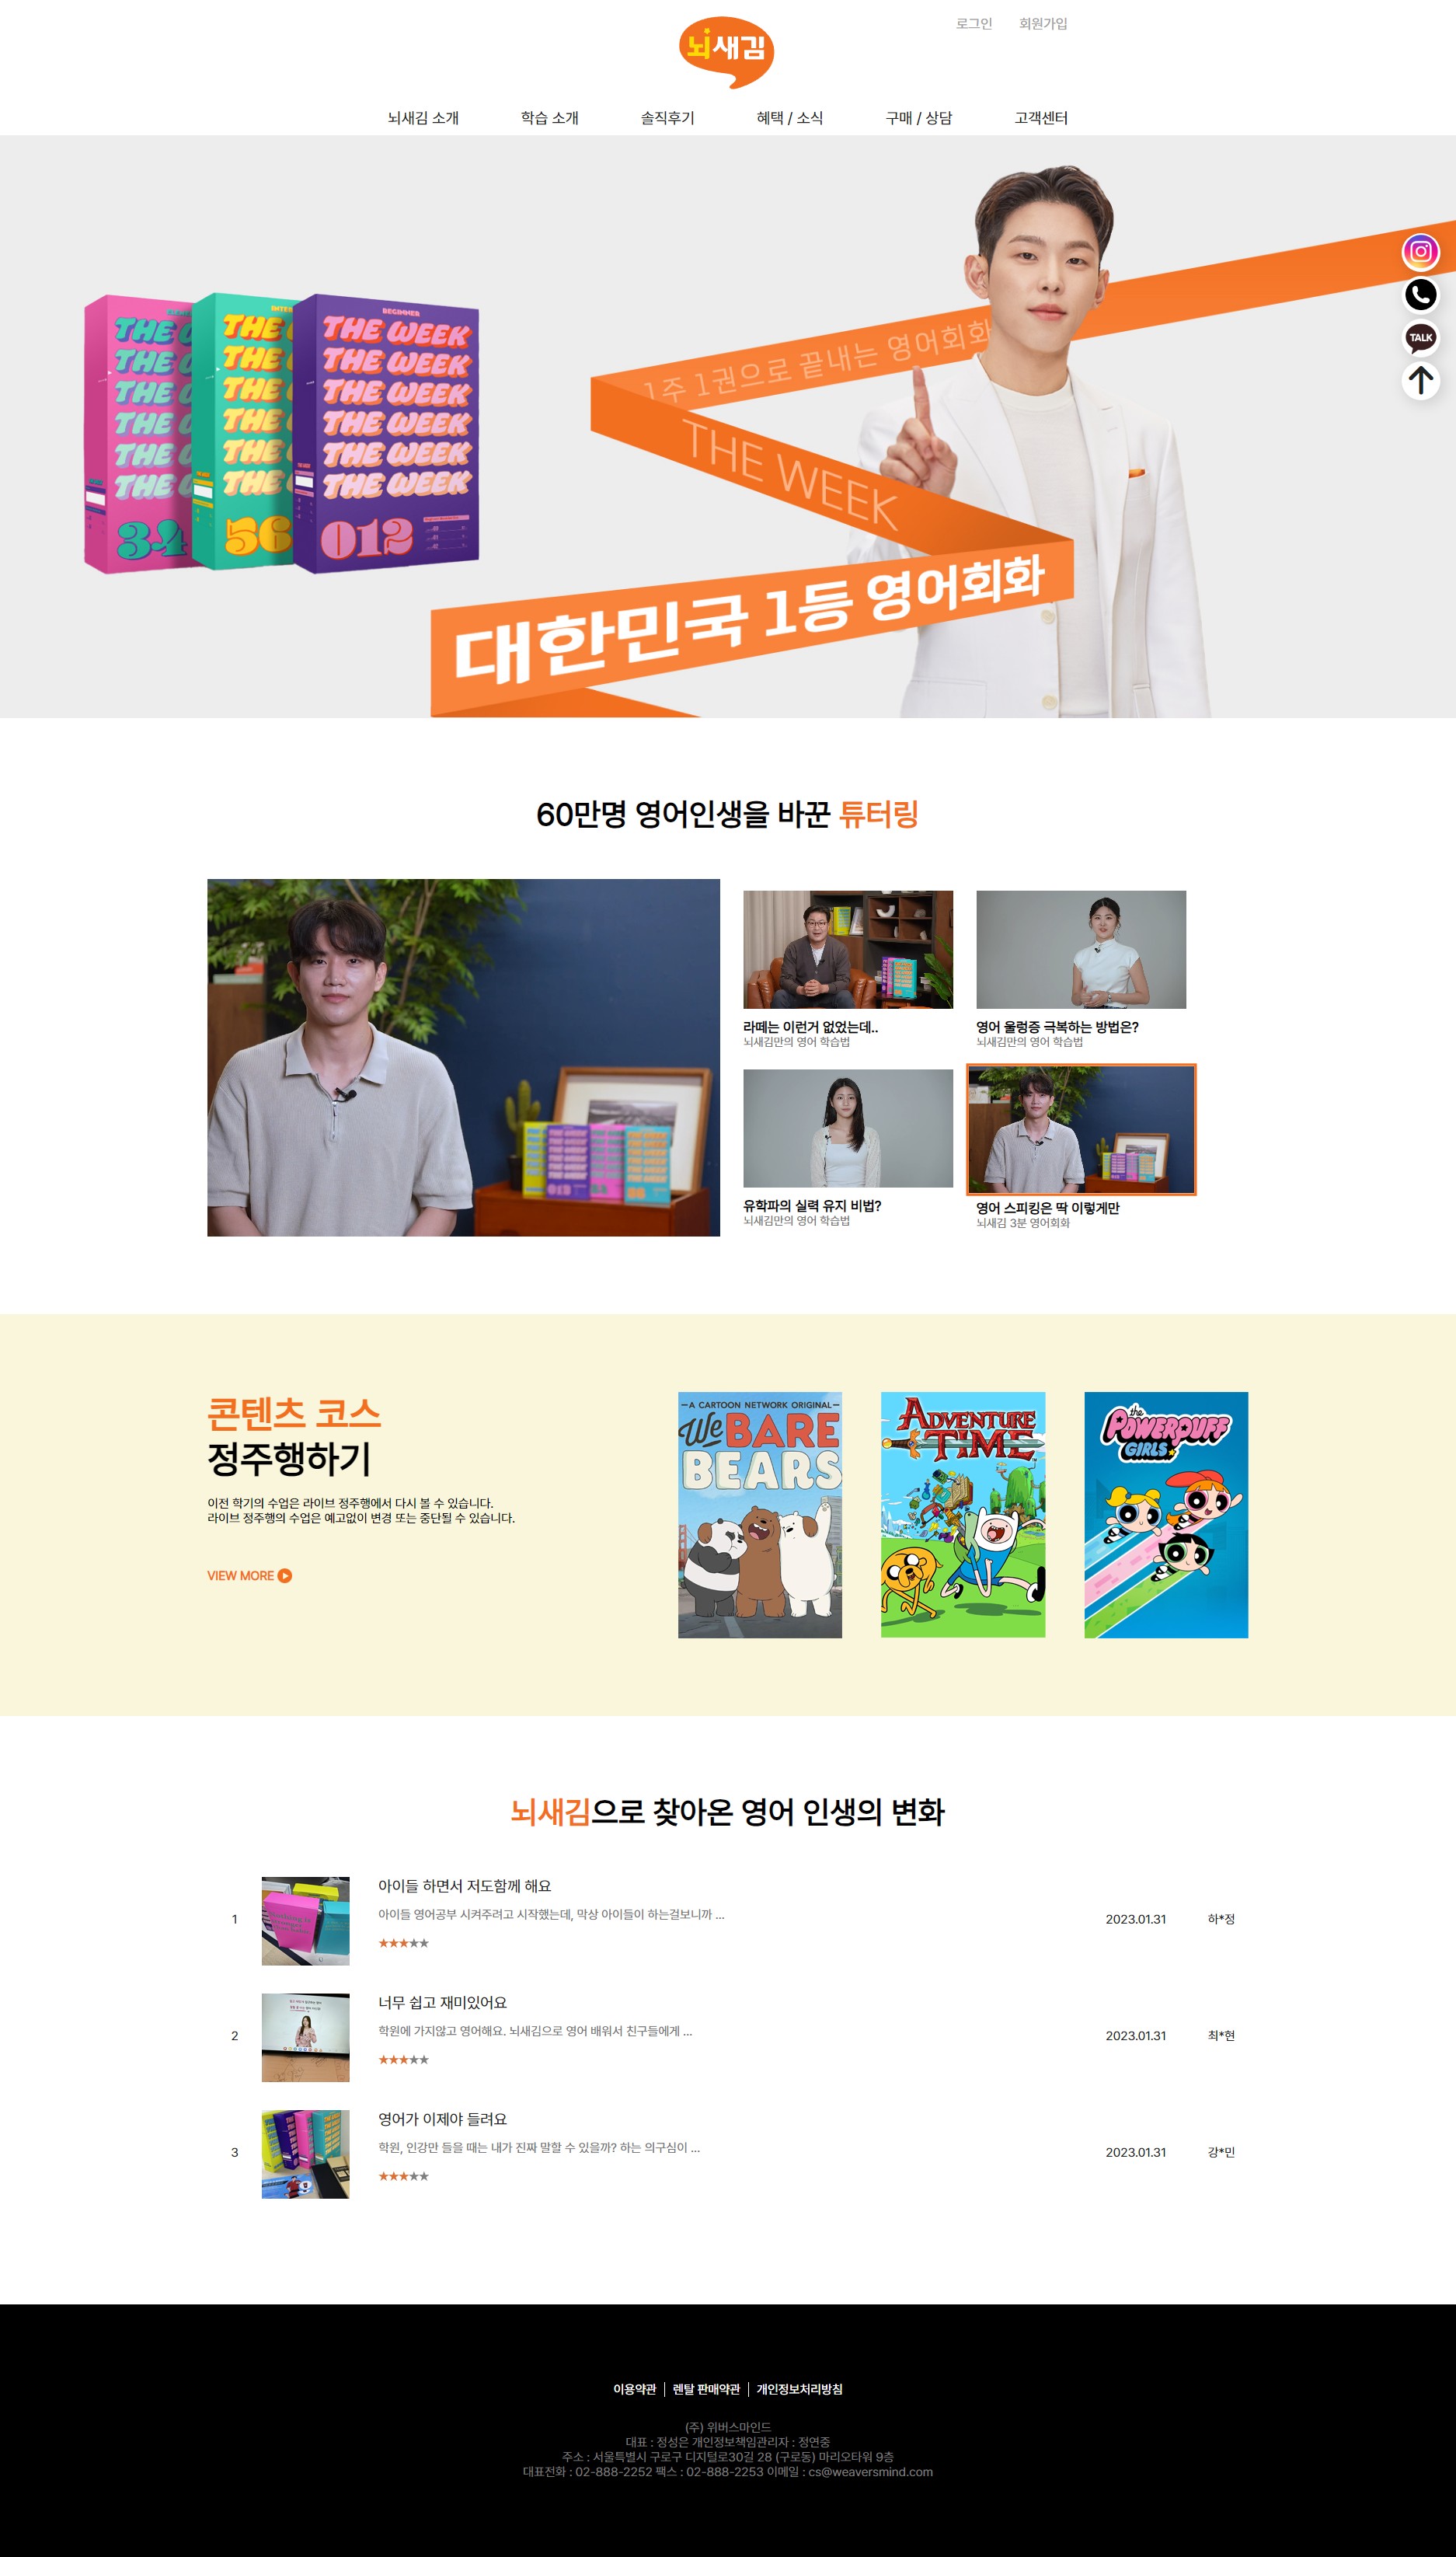 로그인 회원가입
뇌새김
뇌새김 소개 학습 소개 솔직후기 혜택 / 소식 구매 / 상담 고객센터
BEGINNER
THE WEEK
THE WEEK
THE WEEK
THE WEEK
THE WEEK
THE WEEK
34
56
012
1주 1권으로 끝내는 영어회화
THE WEEK
대한민국 1등 영어회화
TALK
60만명 영어인생을 바꾼 튜터링
라떼는 이런거 없었는데..
뇌새김만의 영어 학습법
영어 울렁증 극복하는 방법은?
뇌새김만의 영어 학습법
유학파의 실력 유지 비법?
뇌새김만의 영어 학습법
영어 스피킹은 딱 이렇게만
뇌새김 3분 영어회화
콘텐츠 코스
정주행하기
이전 학기의 수업은 라이브 정주행에서 다시 볼 수 있습니다.
라이브 정주행의 수업은 예고없이 변경 또는 중단될 수 있습니다.
VIEW MORE
A CARTOON NETWORK ORIGINAL
We BARE
BEARS
ADVENTURE
TIME
the
POWERPUFF
GIRLS
뇌새김으로 찾아온 영어 인생의 변화
1
아이들 하면서 저도함께 해요
아이들 영어공부 시켜주려고 시작했는데, 막상 아이들이 하는걸보니까 ...
★★★★★
2023.01.31 하*정
2
너무 쉽고 재미있어요
학원에 가지않고 영어해요. 뇌새김으로 영어 배워서 친구들에게 ...
★★★★★
2023.01.31 최*현
3
영어가 이제야 들려요
학원, 인강만 들을 때는 내가 진짜 말할 수 있을까? 하는 의구심이 ...
★★★★★
2023.01.31 강*민
이용약관 렌탈 판매약관 개인정보처리방침
(주) 위버스마인드
대표 : 정성은 개인정보책임관리자 : 정연중
주소 : 서울특별시 구로구 디지털로30길 28 (구로동) 마리오타워 9층
대표전화 : 02-888-2252 팩스 : 02-888-2253 이메일 : cs@weaversmind.com